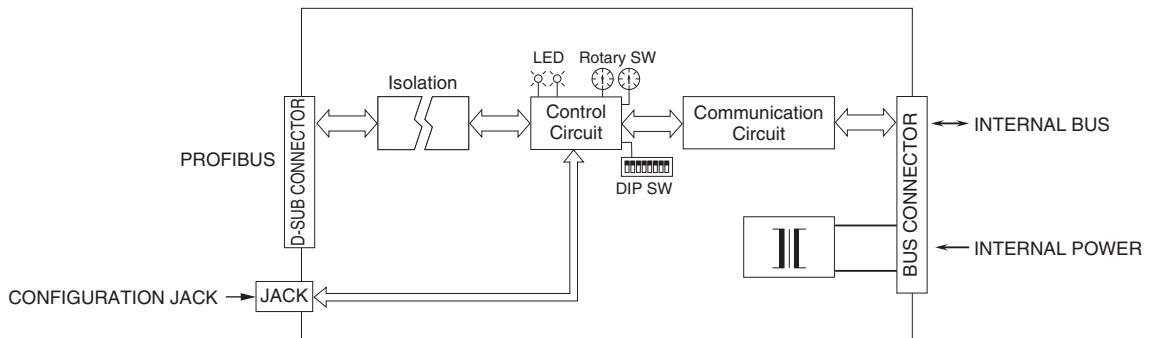 LED
Rotary SW
Isolation
Control
Circuit
Communication
Circuit
PROFIBUS
D-SUB CONNECTOR
BUS CONNECTOR
INTERNAL BUS
DIP SW
INTERNAL POWER
CONFIGURATION JACK
JACK